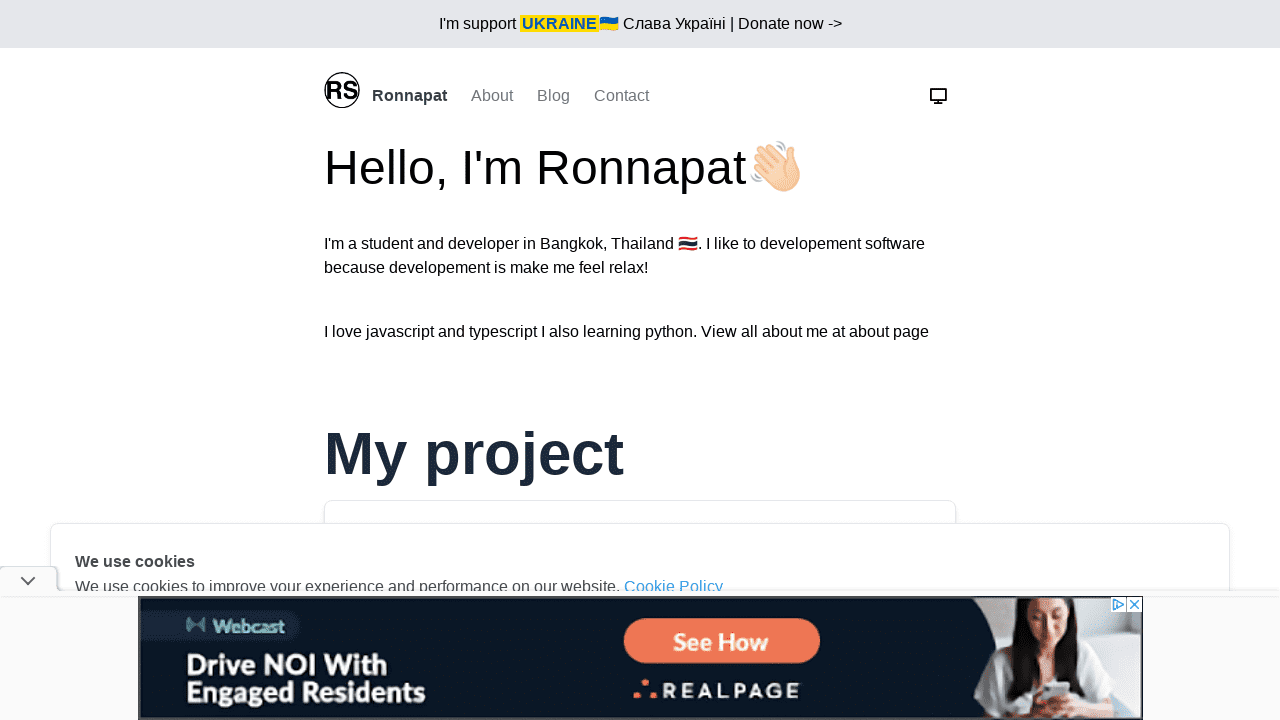 I'm support UKRAINE🇺🇦 Слава Україні | Donate now ->
RS Ronnapat About Blog Contact
Hello, I'm Ronnapat👋🏻
I'm a student and developer in Bangkok, Thailand 🇹🇭. I like to developement software
because developement is make me feel relax!
I love javascript and typescript I also learning python. View all about me at about page
My project
We use cookies
We use cookies to improve your experience and performance on our website. Cookie Policy
Webcast
Drive NOI With
Engaged Residents
See How
REALPAGE